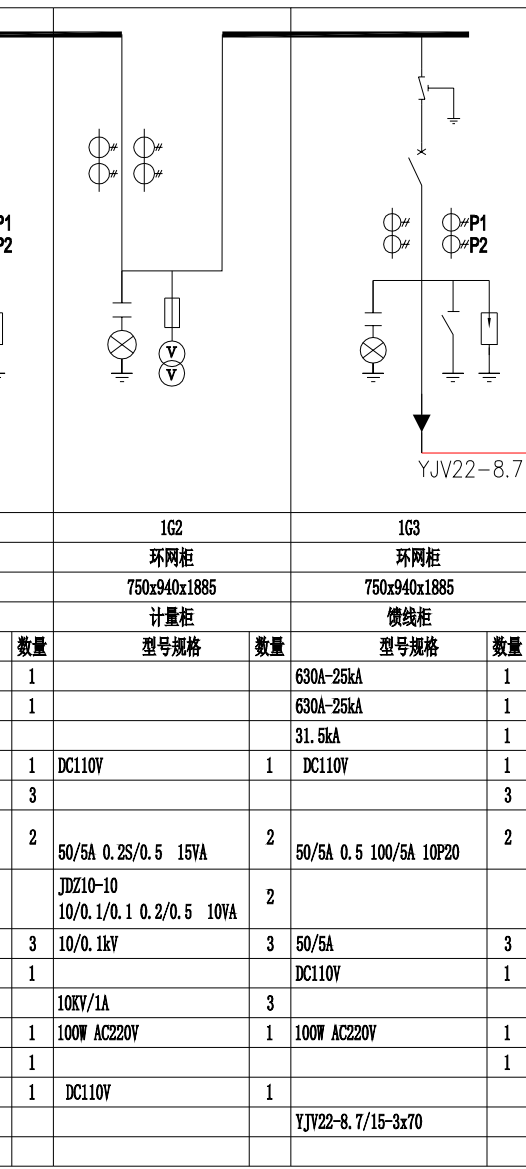 P1
P2
P1
P2
V
V
YJV22-8.7
1G2 1G3
环网柜 环网柜
750x940x1885 750x940x1885
计量柜 馈线柜
数量 型号规格 数量 型号规格 数量
1 630A-25kA 1
1 630A-25kA 1
31.5kA 1
1 DC110V 1 DC110V 1
3 3
2 50/5A 0.2S/0.5 15VA 2 50/5A 0.5 100/5A 10P20 2
JDZ10-10
10/0.1/0.1 0.2/0.5 10VA 2
3 10/0.1kV 3 50/5A 3
1 DC110V 1
10KV/1A 3
1 100W AC220V 1 100W AC220V 1
1 1
1 DC110V 1
YJV22-8.7/15-3x70